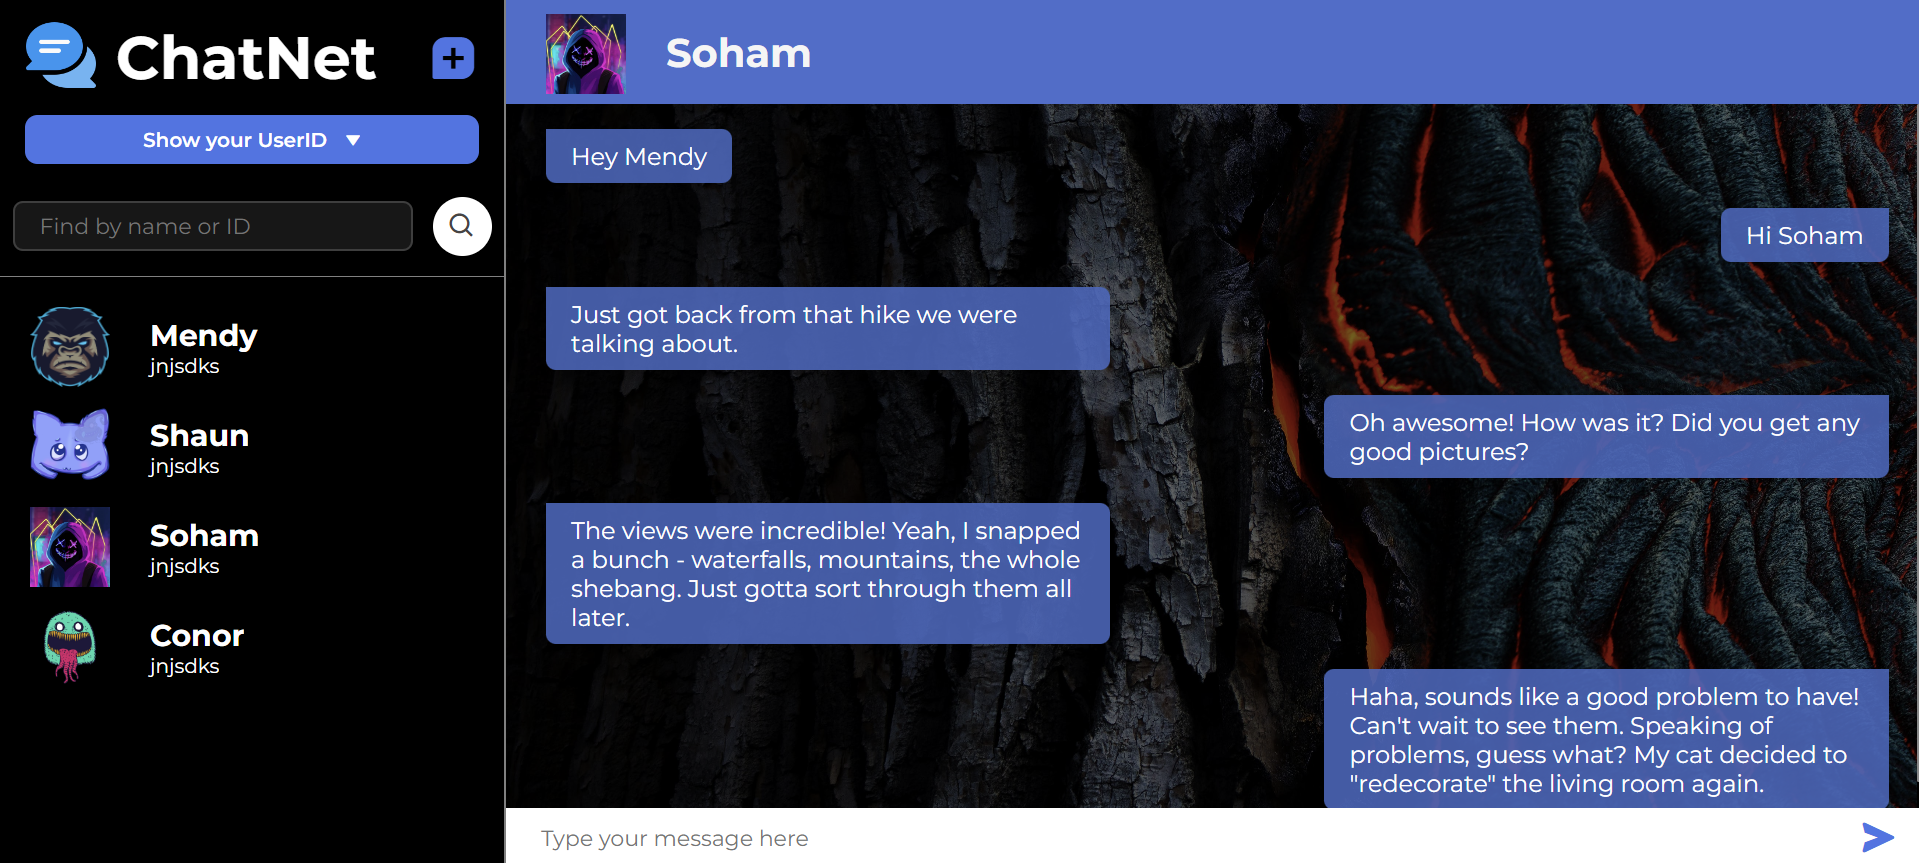 ChatNet
Show your UserID
Find by name or ID
Mendy
jnjsdks
Shaun
jnjsdks
Soham
jnjsdks
Conor
jnjsdks
Soham
Hey Mendy
Hi Soham
Just got back from that hike we were
talking about.
Oh awesome! How was it? Did you get any
good pictures?
The views were incredible! Yeah, I snapped
a bunch - waterfalls, mountains, the whole
shebang. Just gotta sort through them all
later.
Haha, sounds like a good problem to have!
Can't wait to see them. Speaking of
problems, guess what? My cat decided to
"redecorate" the living room again.
Type your message here